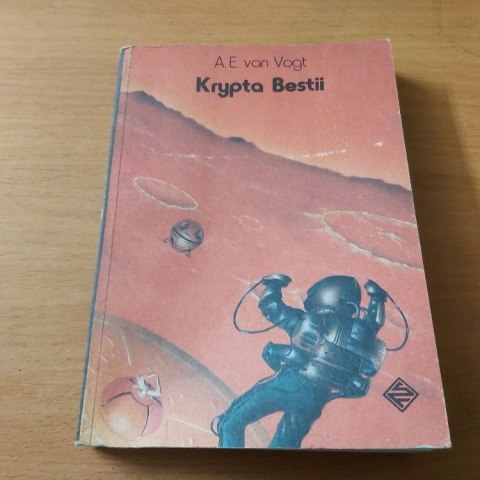 A. E. van Vogt
Krypta Bestii